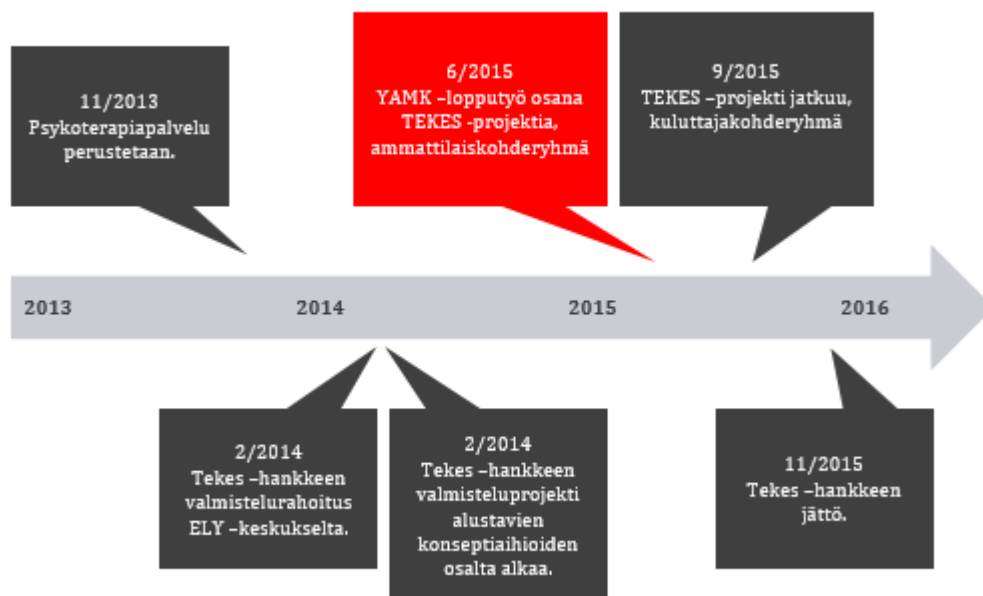 11/2013
Psykoterapiapalvelu
perustetaan.
6/2015
YAMK –lopputyö osana
TEKES -projektia,
ammattilaiskohderyhmä
9/2015
TEKES –projekti jatkuu,
kuluttajakohderyhmä
2013 2014 2015 2016
2/2014
Tekes –hankkeen
valmistelurahoitus
ELY –keskukselta.
2/2014
Tekes –hankkeen
valmisteluprojekti
alustavien
konseptiaihioiden
osalta alkaa.
11/2015
Tekes –hankkeen
jättö.